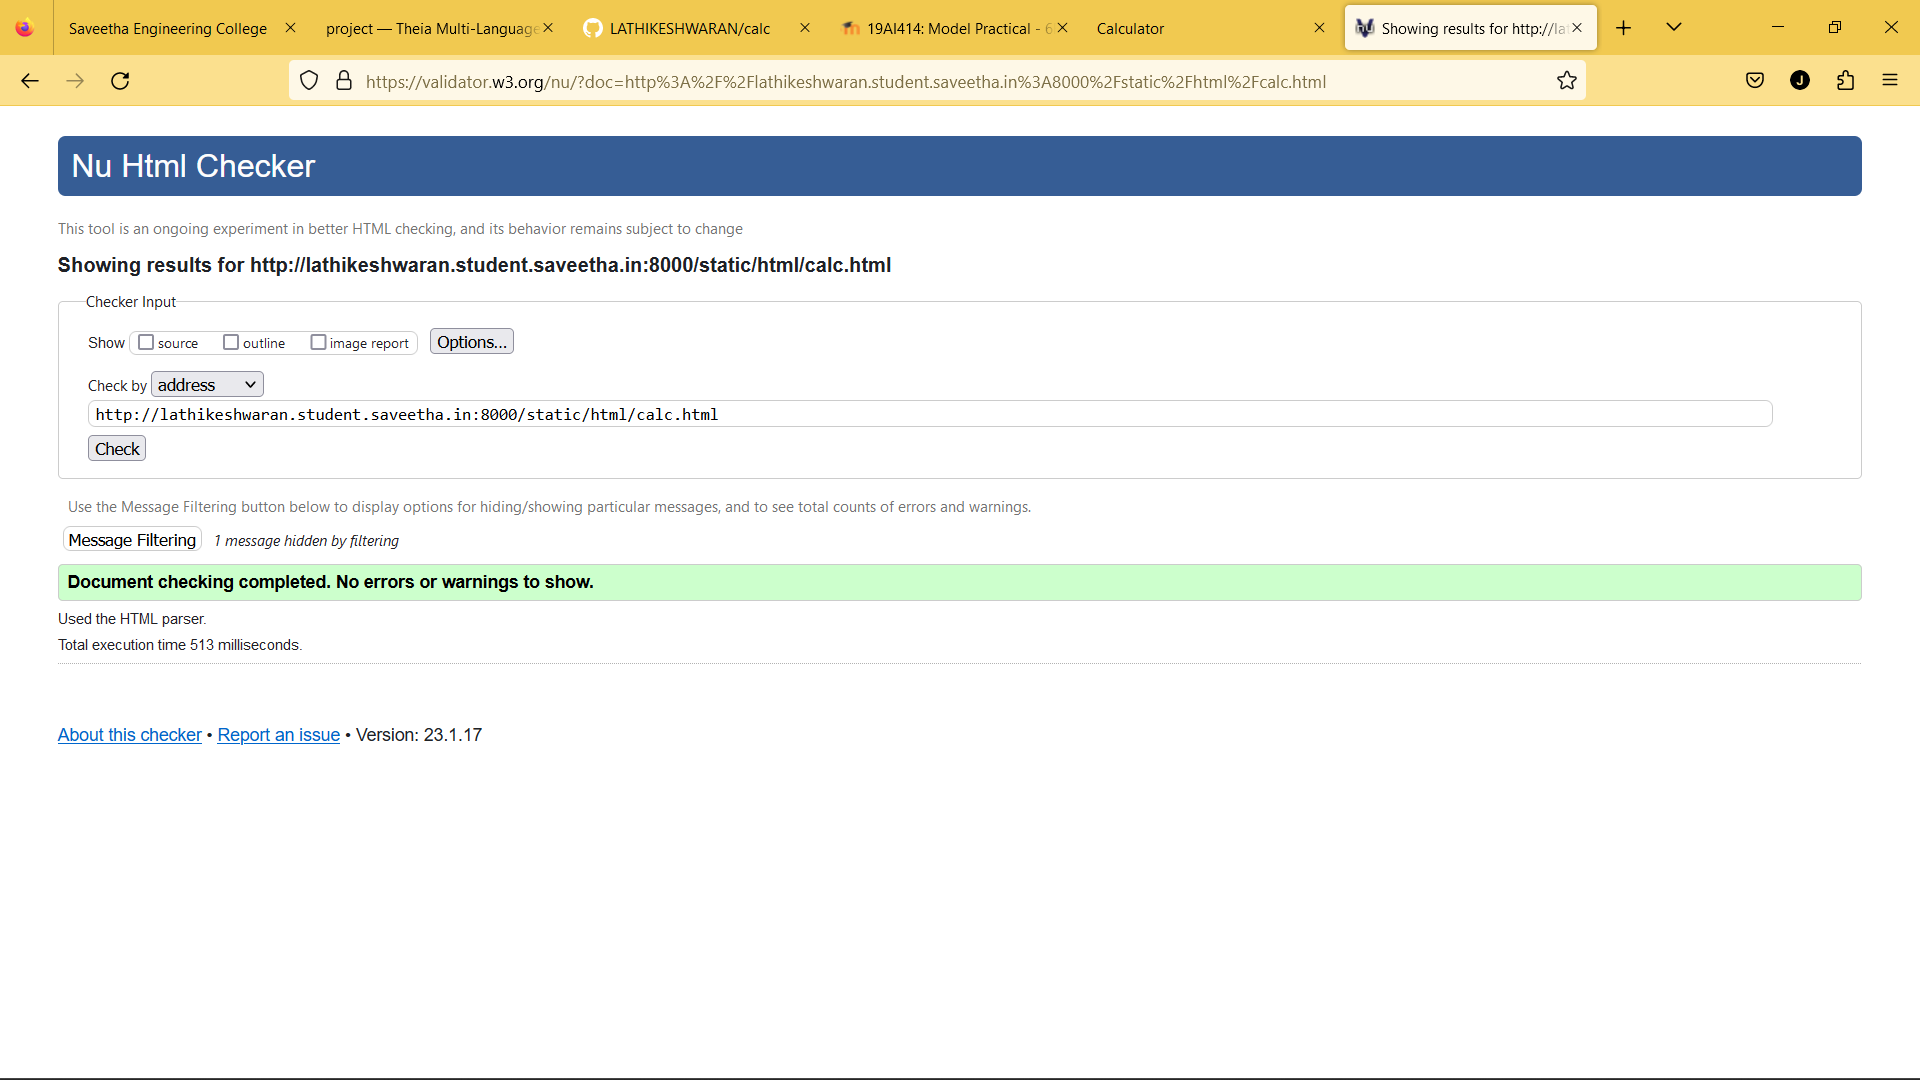 Saveetha Engineering College
project — Theia Multi-Language
LATHIKESHWARAN/calc
19AI414: Model Practical - 6
Calculator
Showing results for http://lat
https://validator.w3.org/nu/?doc=http%3A%2F%2Flathikeshwaran.student.saveetha.in%3A8000%2Fstatic%2Fhtml%2Fcalc.html
J
Nu Html Checker
This tool is an ongoing experiment in better HTML checking, and its behavior remains subject to change
Showing results for http://lathikeshwaran.student.saveetha.in:8000/static/html/calc.html
Checker Input
Show source outline image report Options...
Check by address
http://lathikeshwaran.student.saveetha.in:8000/static/html/calc.html
Check
Use the Message Filtering button below to display options for hiding/showing particular messages, and to see total counts of errors and warnings.
Message Filtering 1 message hidden by filtering
Document checking completed. No errors or warnings to show.
Used the HTML parser.
Total execution time 513 milliseconds.
About this checker • Report an issue • Version: 23.1.17